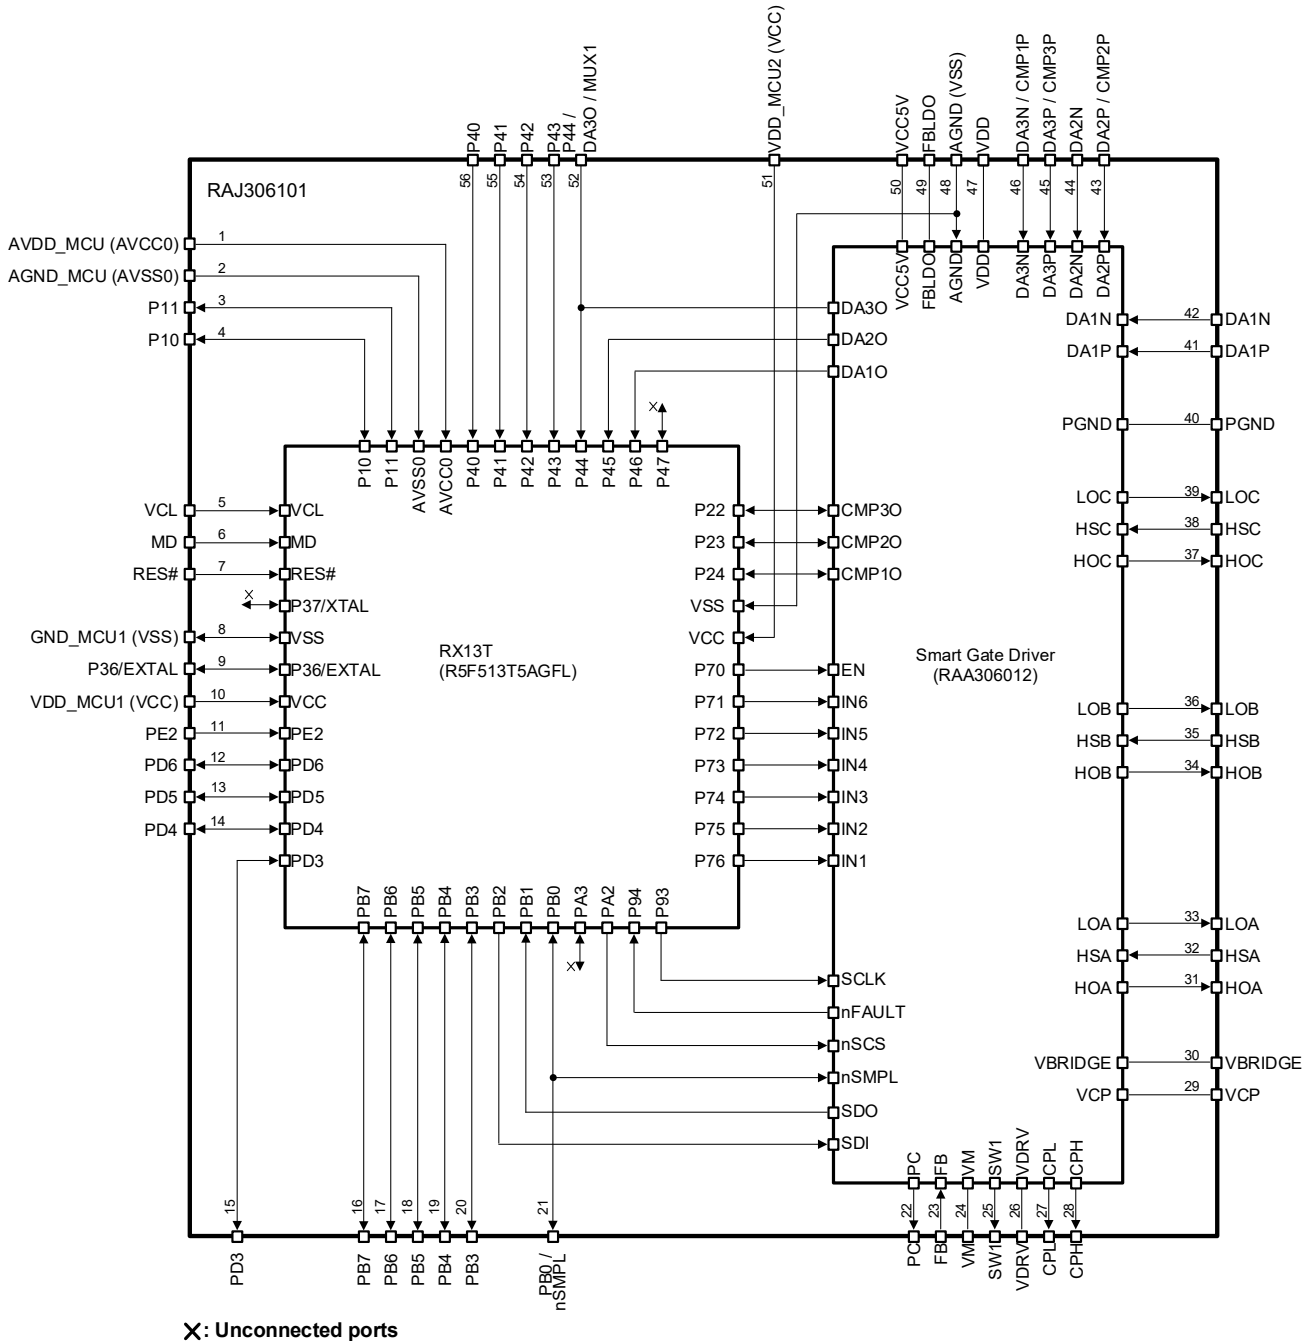 P40
P41
P42
P43
P44 /
DA3O / MUX1
VDD_MCU2 (VCC)
VCC5V
FBLDO
AGND (VSS)
VDD
DA3N / CMP1P
DA3P / CMP3P
DA2N
DA2P / CMP2P
56
55
54
53
52
51
50
49
48
47
46
45
44
43
RAJ306101
AVDD_MCU (AVCC0)
1
AGND_MCU (AVSS0)
2
P11
3
P10
4
VCC5V
FBLDO
AGND
VDD
DA3N
DA3P
DA2N
DA2P
DA3O
DA2O
DA1O
DA1N
42
DA1N
DA1P
41
DA1P
PGND
40
PGND
X
P10
P11
AVSS0
AVCC0
P40
P41
P42
P43
P44
P45
P46
P47
LOC
39
LOC
HSC
38
HSC
HOC
37
HOC
VCL
5
VCL
P22
CMP3O
MD
6
MD
P23
CMP2O
RES#
7
RES#
P24
CMP1O
X
P37/XTAL
VSS
GND_MCU1 (VSS)
8
VSS
VCC
P36/EXTAL
9
P36/EXTAL
RX13T
(R5F513T5AGFL)
P70
EN
Smart Gate Driver
(RAA306012)
VDD_MCU1 (VCC)
10
VCC
P71
IN6
LOB
36
LOB
PE2
11
PE2
P72
IN5
HSB
35
HSB
PD6
12
PD6
P73
IN4
HOB
34
HOB
PD5
13
PD5
P74
IN3
PD4
14
PD4
P75
IN2
PD3
P76
IN1
PB7
PB6
PB5
PB4
PB3
PB2
PB1
PB0
PA3
PA2
P94
P93
X
LOA
33
LOA
HSA
32
HSA
HOA
31
HOA
SCLK
nFAULT
nSCS
nSMPL
SDO
SDI
VBRIDGE
30
VBRIDGE
VCP
29
VCP
PC
FB
VM
SW1
VDRV
CPL
CPH
15
16
17
18
19
20
21
22
23
24
25
26
27
28
PD3
PB7
PB6
PB5
PB4
PB3
PB0 /
nSMPL
PC
FB
VM
SW1
VDRV
CPL
CPH
X: Unconnected ports